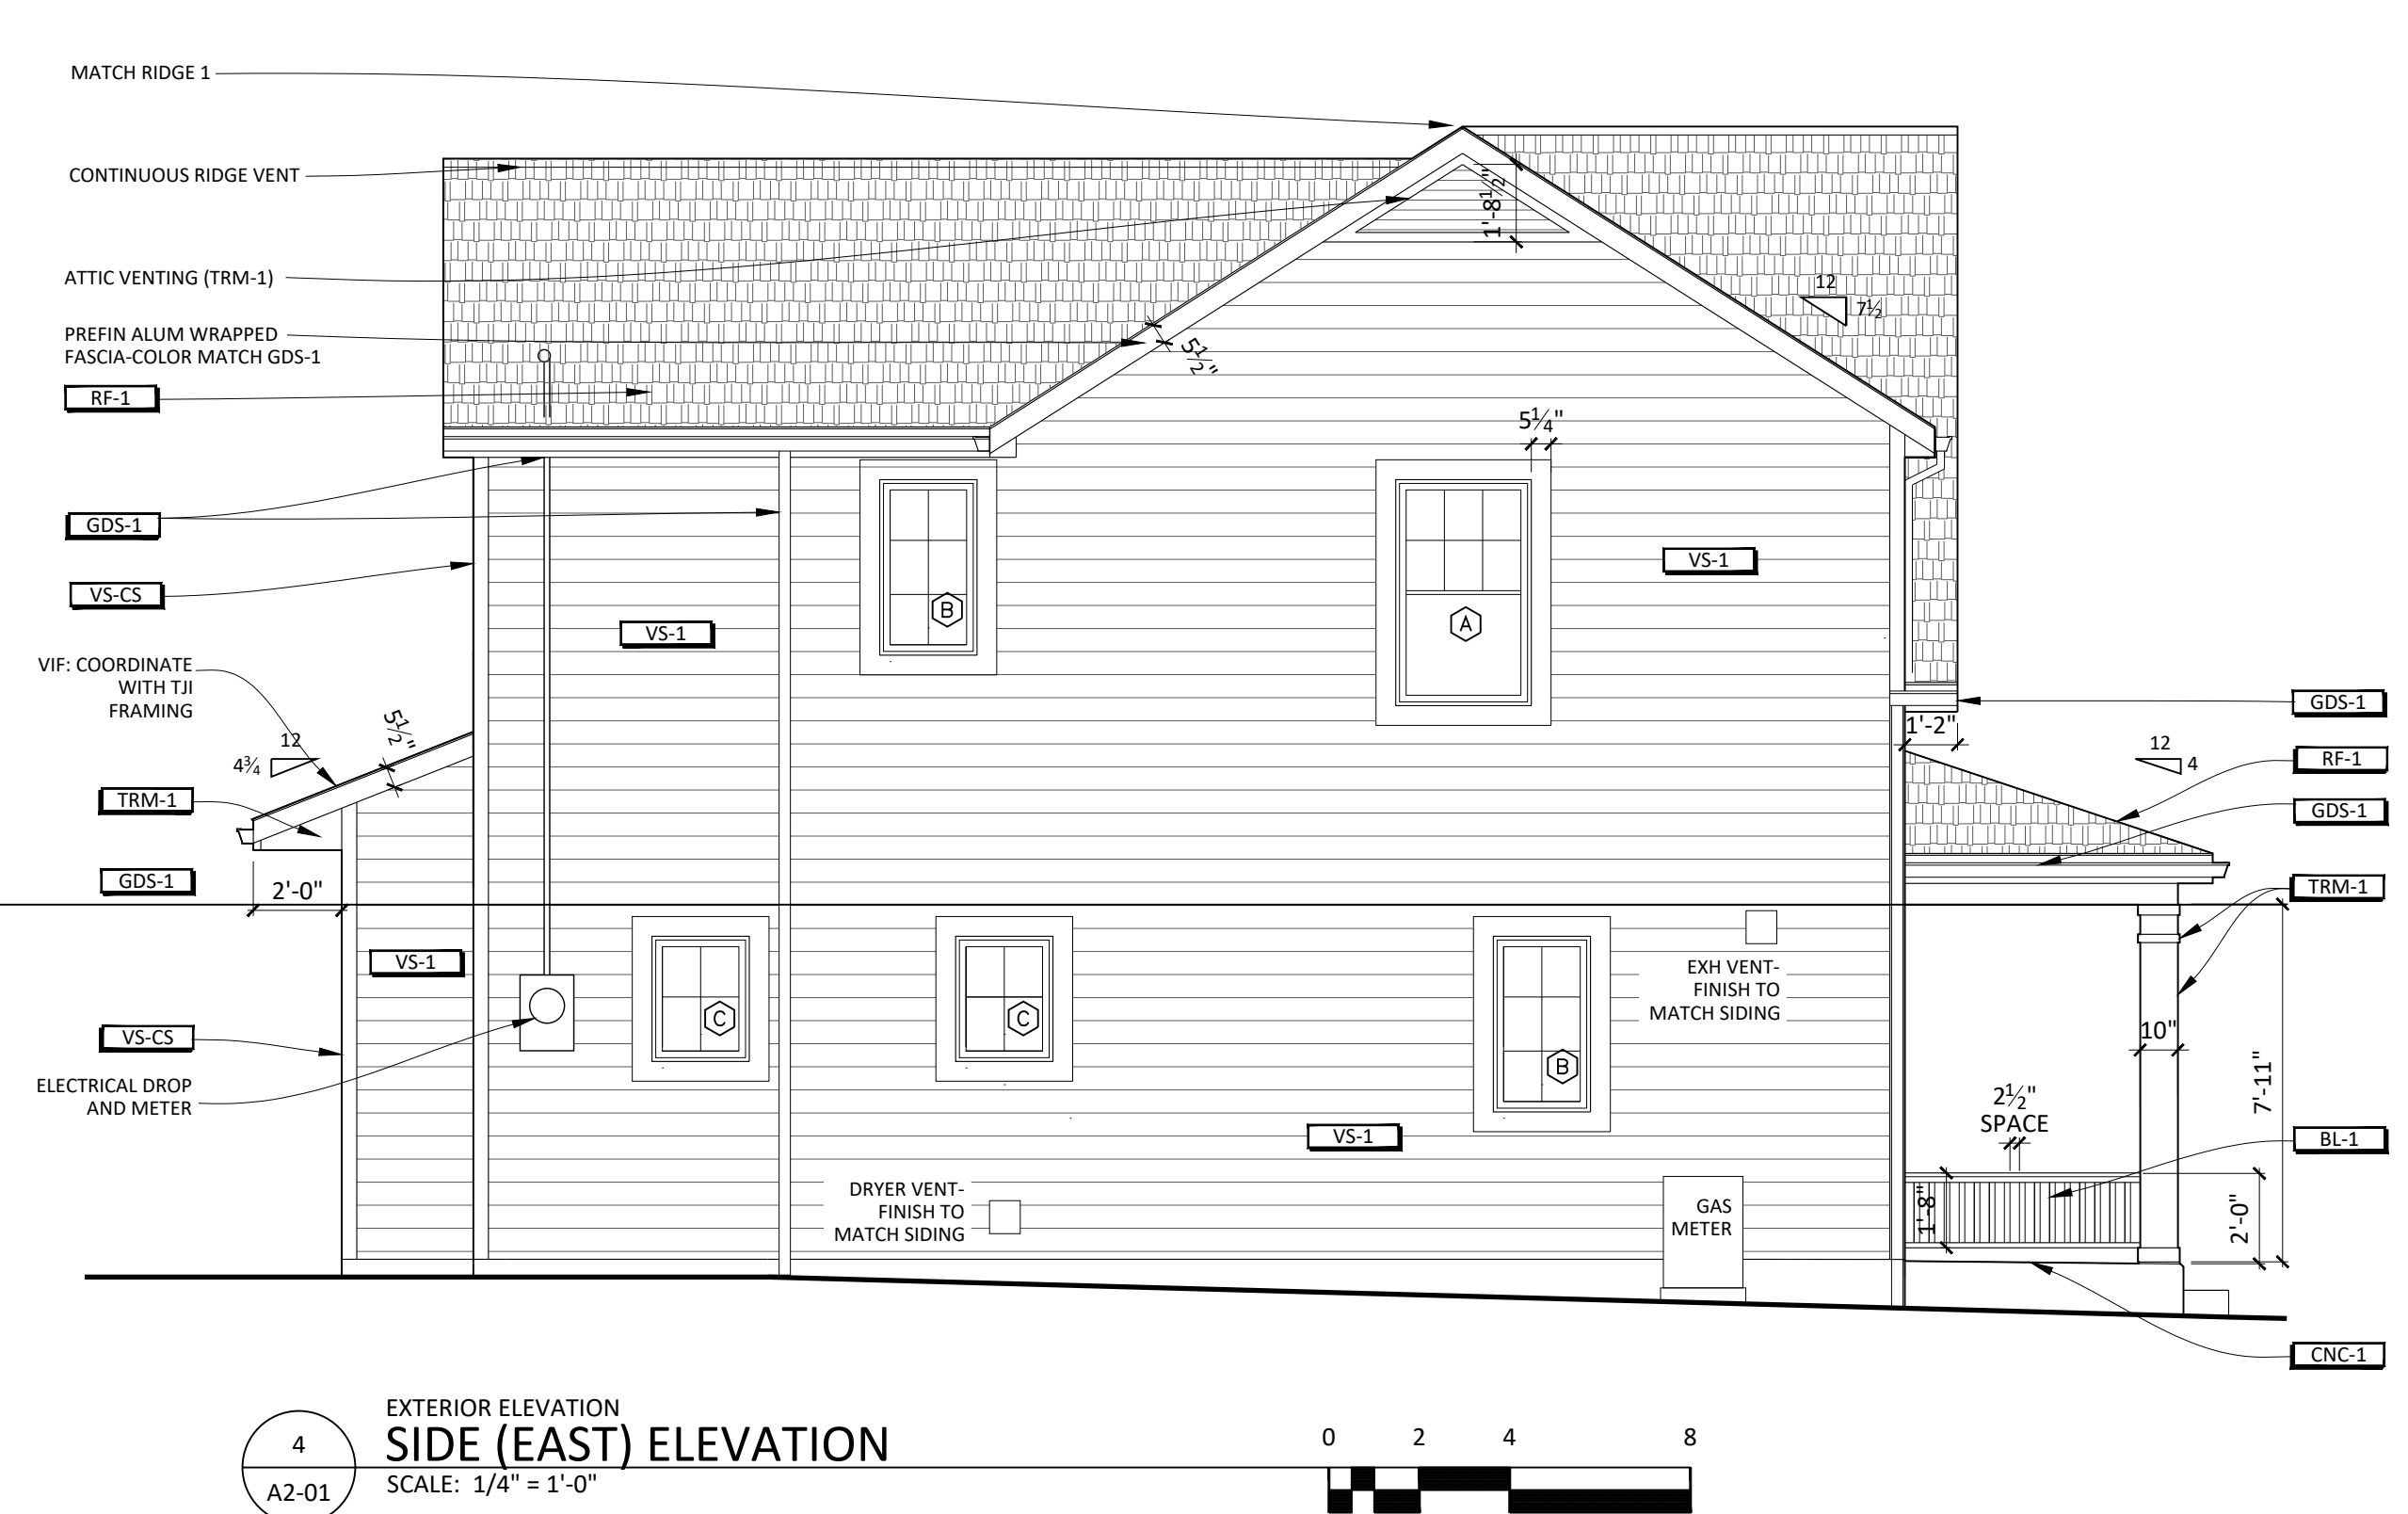 MATCH RIDGE 1
CONTINUOUS RIDGE VENT
ATTIC VENTING (TRM-1)
PREFIN ALUM WRAPPED
FASCIA-COLOR MATCH GDS-1
RF-1
GDS-1
VS-CS
VIF: COORDINATE
WITH TJI
FRAMING
12
4¾
5½"
TRM-1
GDS-1
2'-0"
VS-1
VS-CS
ELECTRICAL DROP
AND METER
1'-8½"
12
7½
5½"
5¼"
B
A
VS-1
VS-1
C
C
B
EXH VENT-
FINISH TO
MATCH SIDING
VS-1
DRYER VENT-
FINISH TO
MATCH SIDING
GAS
METER
GDS-1
1'-2"
12
4
RF-1
GDS-1
TRM-1
10"
7'-11"
2½"
SPACE
BL-1
1'-8"
2'-0"
CNC-1
4
A2-01
EXTERIOR ELEVATION
SIDE (EAST) ELEVATION
SCALE: 1/4" = 1'-0"
0 2 4 8